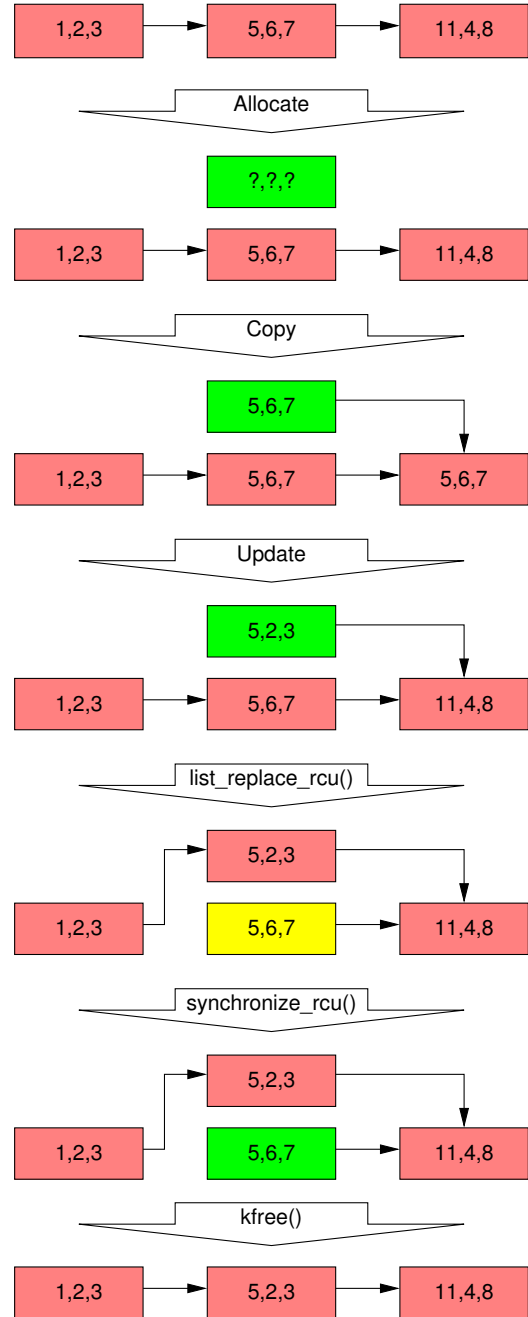 1,2,3 5,6,7 11,4,8
Allocate
?,?,?
1,2,3 5,6,7 11,4,8
Copy
5,6,7
1,2,3 5,6,7 5,6,7
Update
5,2,3
1,2,3 5,6,7 11,4,8
list_replace_rcu()
5,2,3
1,2,3 5,6,7 11,4,8
synchronize_rcu()
5,2,3
1,2,3 5,6,7 11,4,8
kfree()
1,2,3 5,2,3 11,4,8